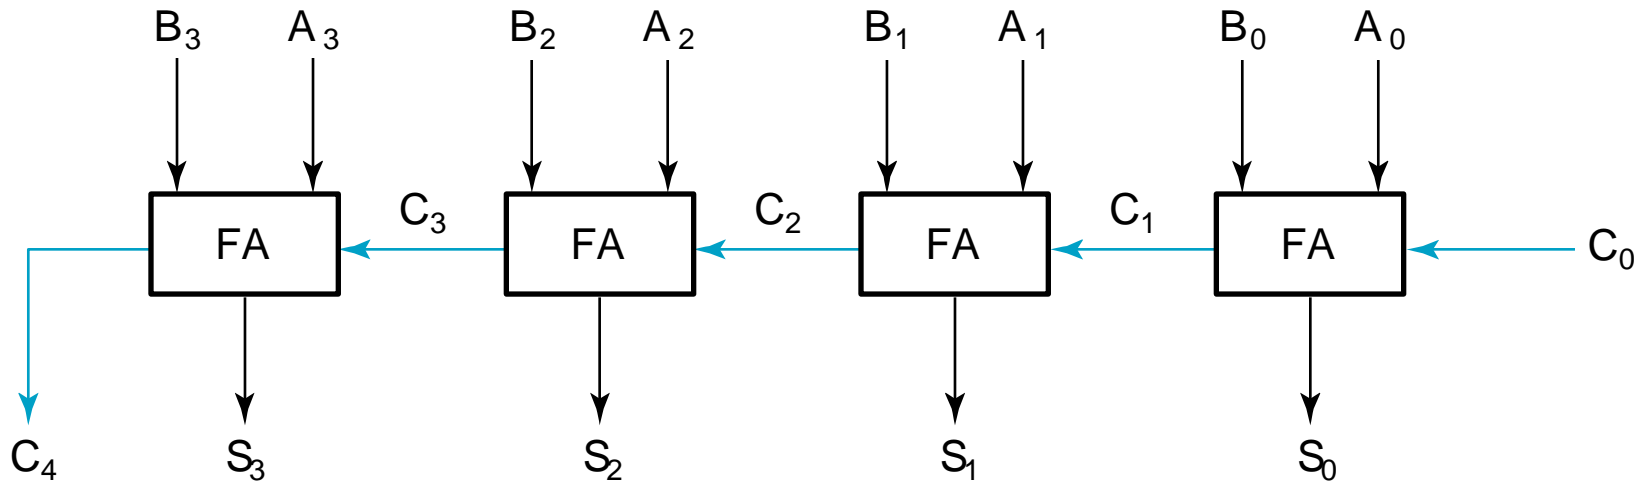 B₃ A₃ B₂ A₂ B₁ A₁ B₀ A₀
C₃ C₂ C₁
FA FA FA FA C₀
C₄ S₃ S₂ S₁ S₀